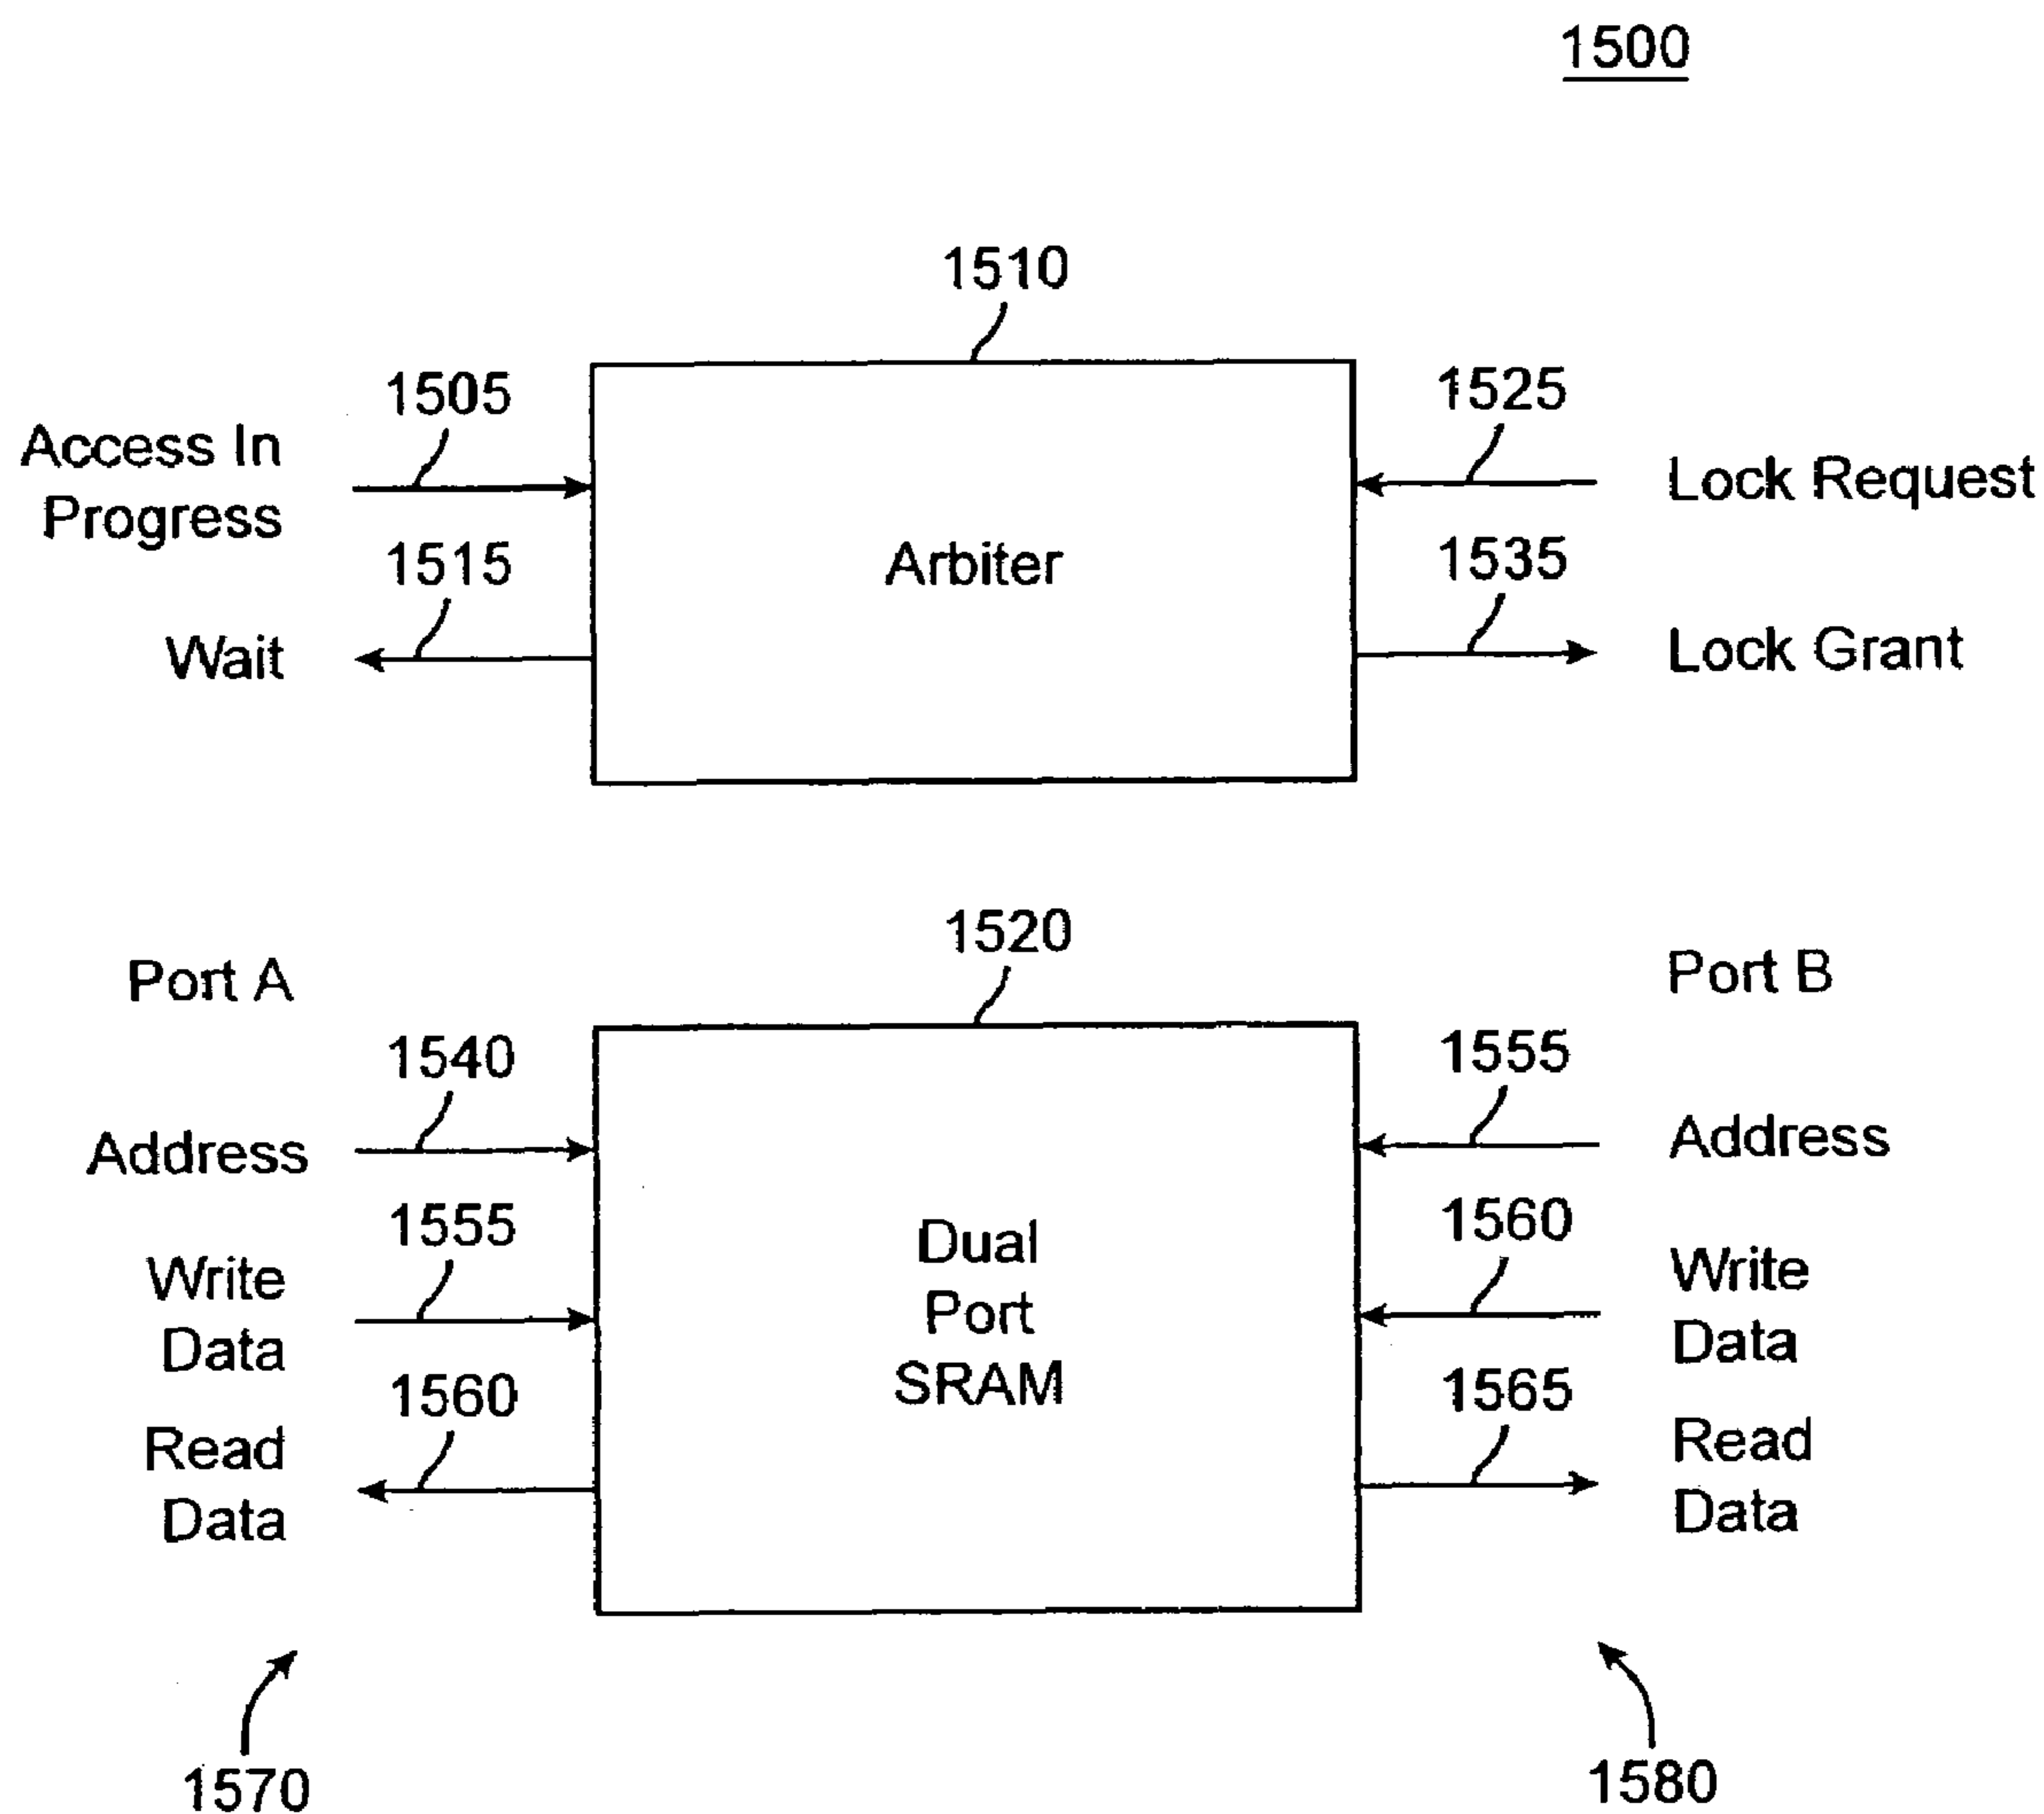 1500
1510
1505
1525
Access In
Progress
Lock Request
1515
1535
Arbiter
Wait
Lock Grant
1520
Port A
Port B
1540
1555
Address
Address
1555
1560
Write
Data
Dual
Port
SRAM
Write
Data
1560
1565
Read
Data
Read
Data
1570
1580